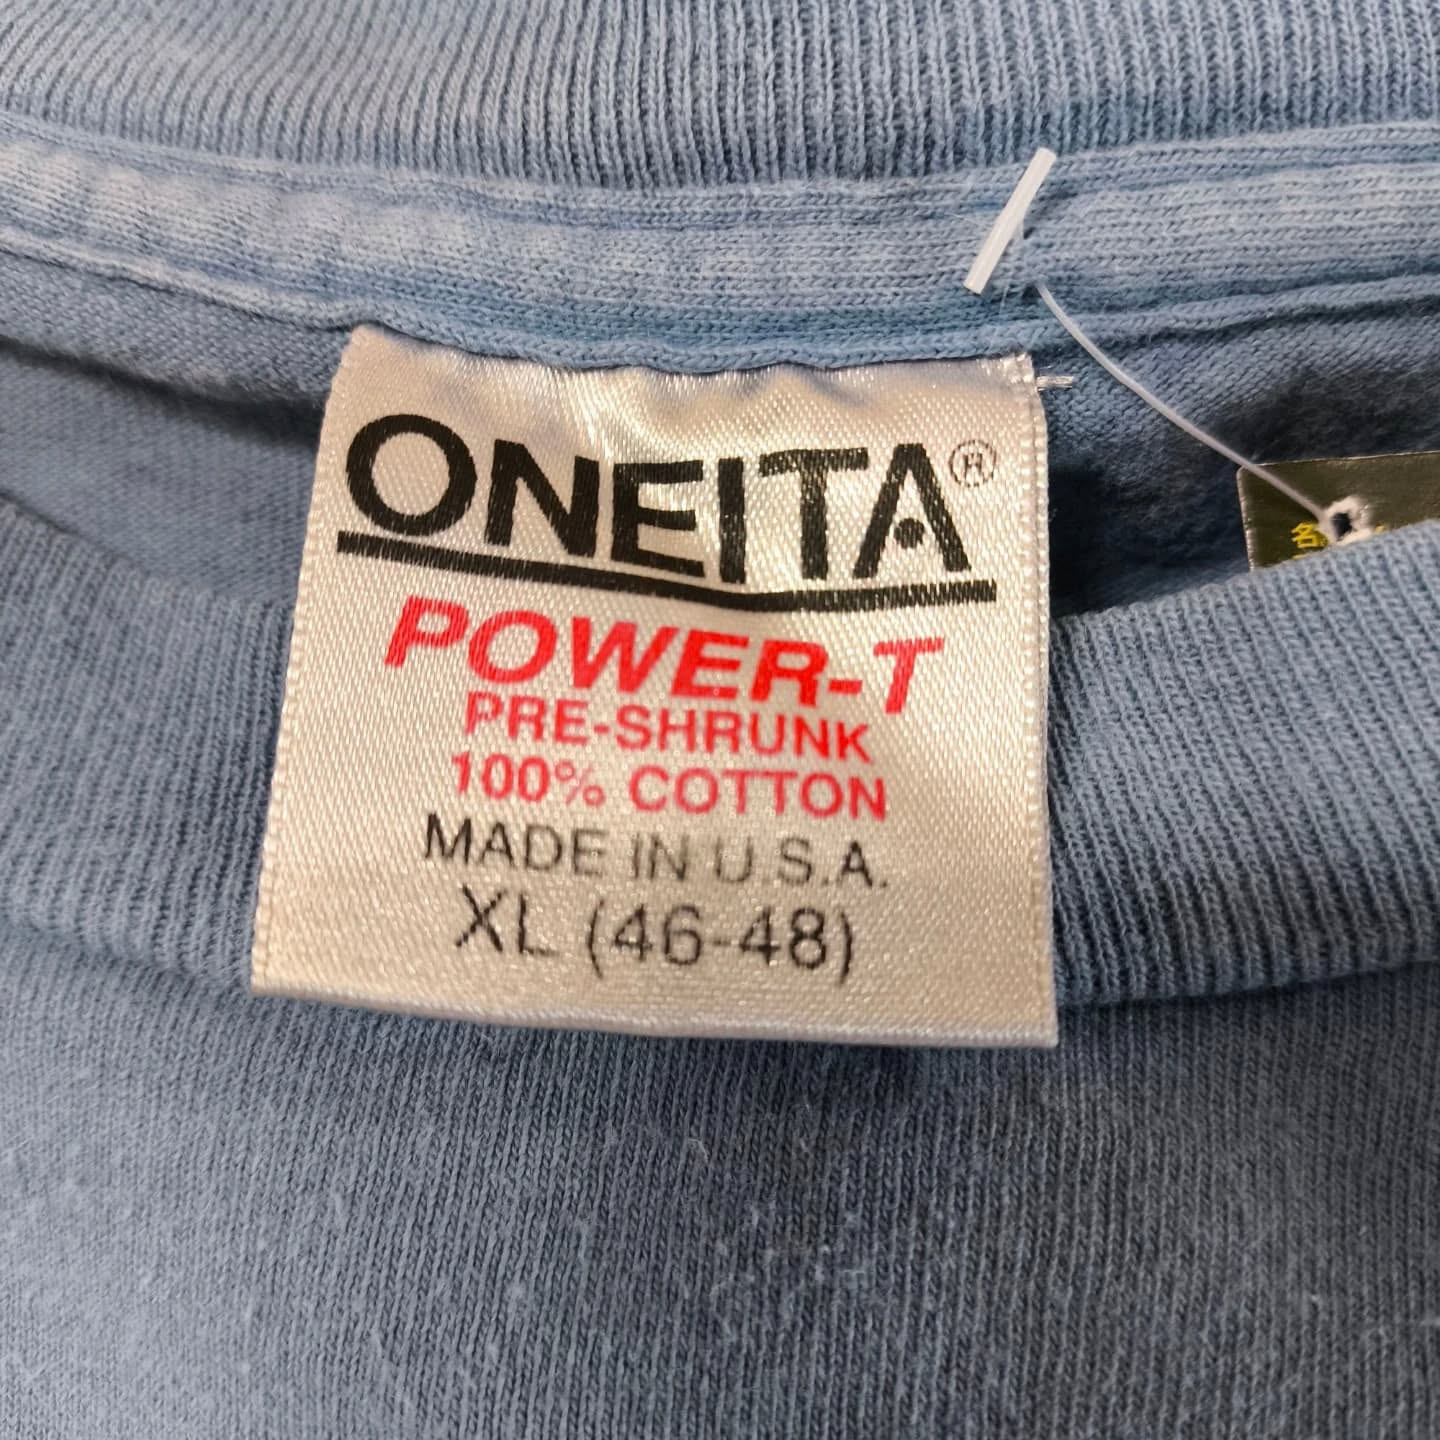 ONEITA®
POWER-T
PRE-SHRUNK
100% COTTON
MADE IN U.S.A.
XL (46-48)